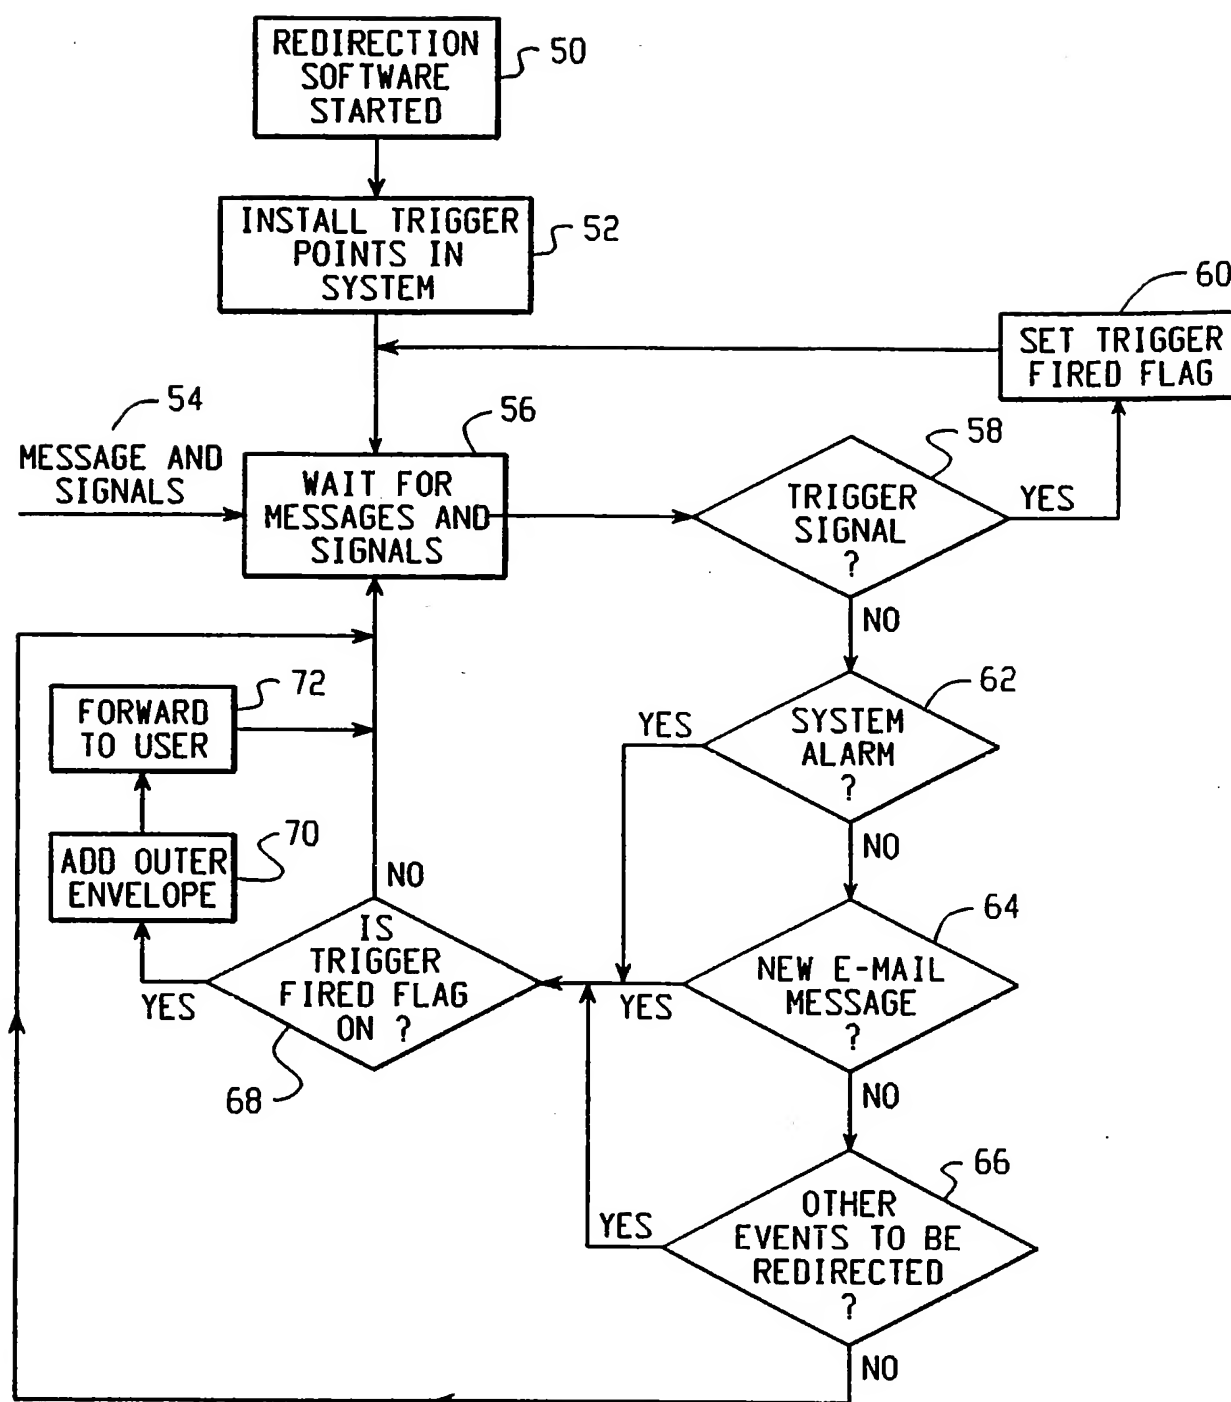 REDIRECTION
SOFTWARE
STARTED
50
INSTALL TRIGGER
POINTS IN
SYSTEM
52
60
SET TRIGGER
FIRED FLAG
54
MESSAGE AND
SIGNALS
56
WAIT FOR
MESSAGES AND
SIGNALS
58
TRIGGER
SIGNAL
?
YES
NO
62
SYSTEM
ALARM
?
YES
NO
72
FORWARD
TO USER
70
ADD OUTER
ENVELOPE
NO
IS
TRIGGER
FIRED FLAG
ON ?
YES
68
64
NEW E-MAIL
MESSAGE
?
YES
NO
66
OTHER
EVENTS TO BE
REDIRECTED
?
YES
NO